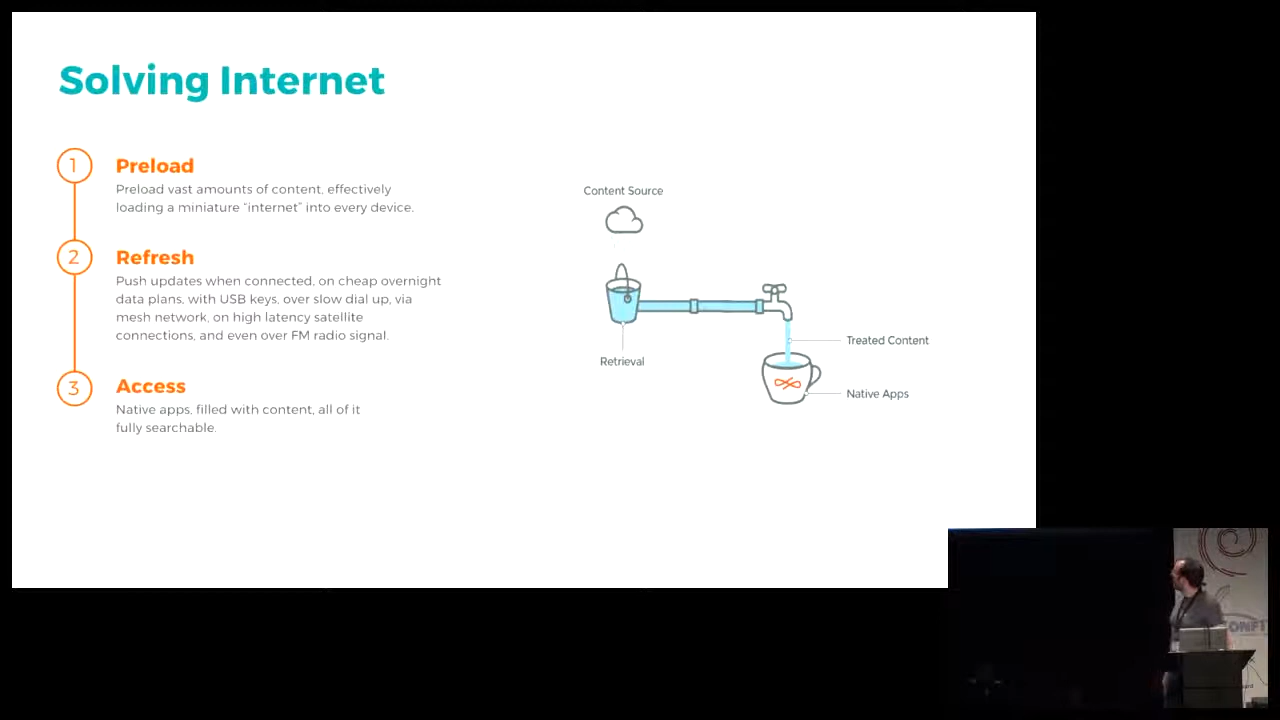 Solving Internet
1
Preload
Preload vast amounts of content, effectively
loading a miniature “internet” into every device.
2
Refresh
Push updates when connected, on cheap overnight
data plans, with USB keys, over slow dial up, via
mesh network, on high latency satellite
connections, and even over FM radio signal.
3
Access
Native apps, filled with content, all of it
fully searchable.
Content Source
Retrieval
Treated Content
Native Apps